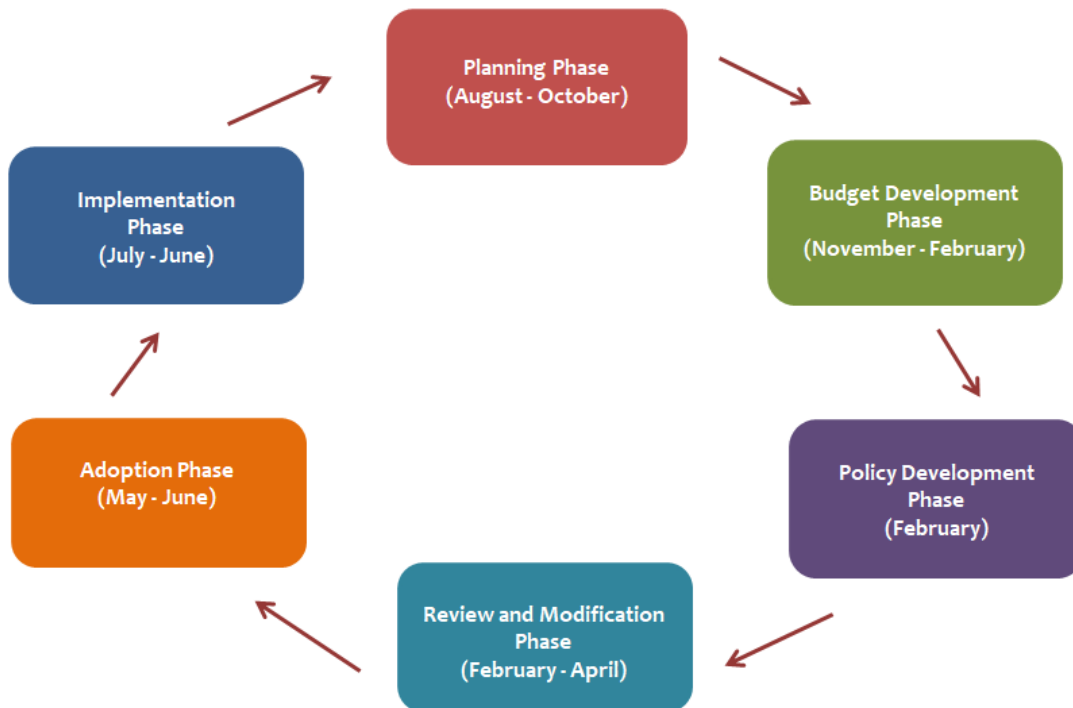 Planning Phase
(August - October)
Budget Development
Phase
(November - February)
Policy Development
Phase
(February)
Review and Modification
Phase
(February - April)
Adoption Phase
(May - June)
Implementation
Phase
(July - June)